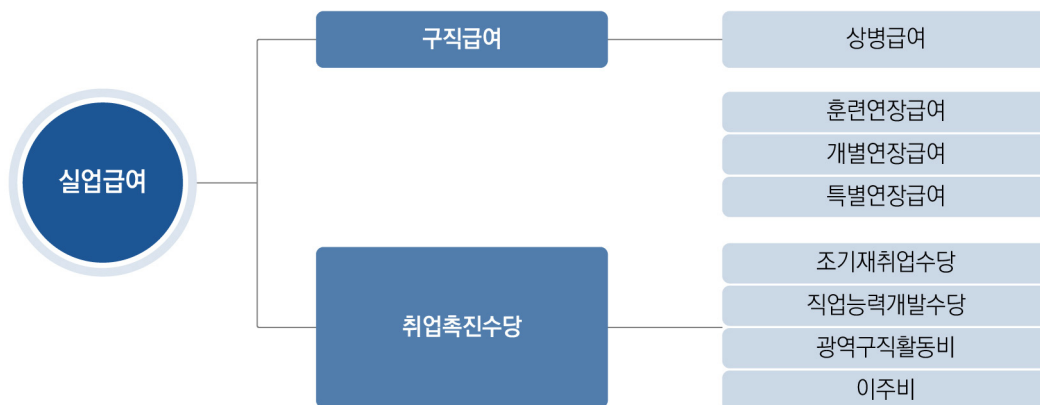 실업급여
구직급여
상병급여
훈련연장급여
개별연장급여
특별연장급여
취업촉진수당
조기재취업수당
직업능력개발수당
광역구직활동비
이주비